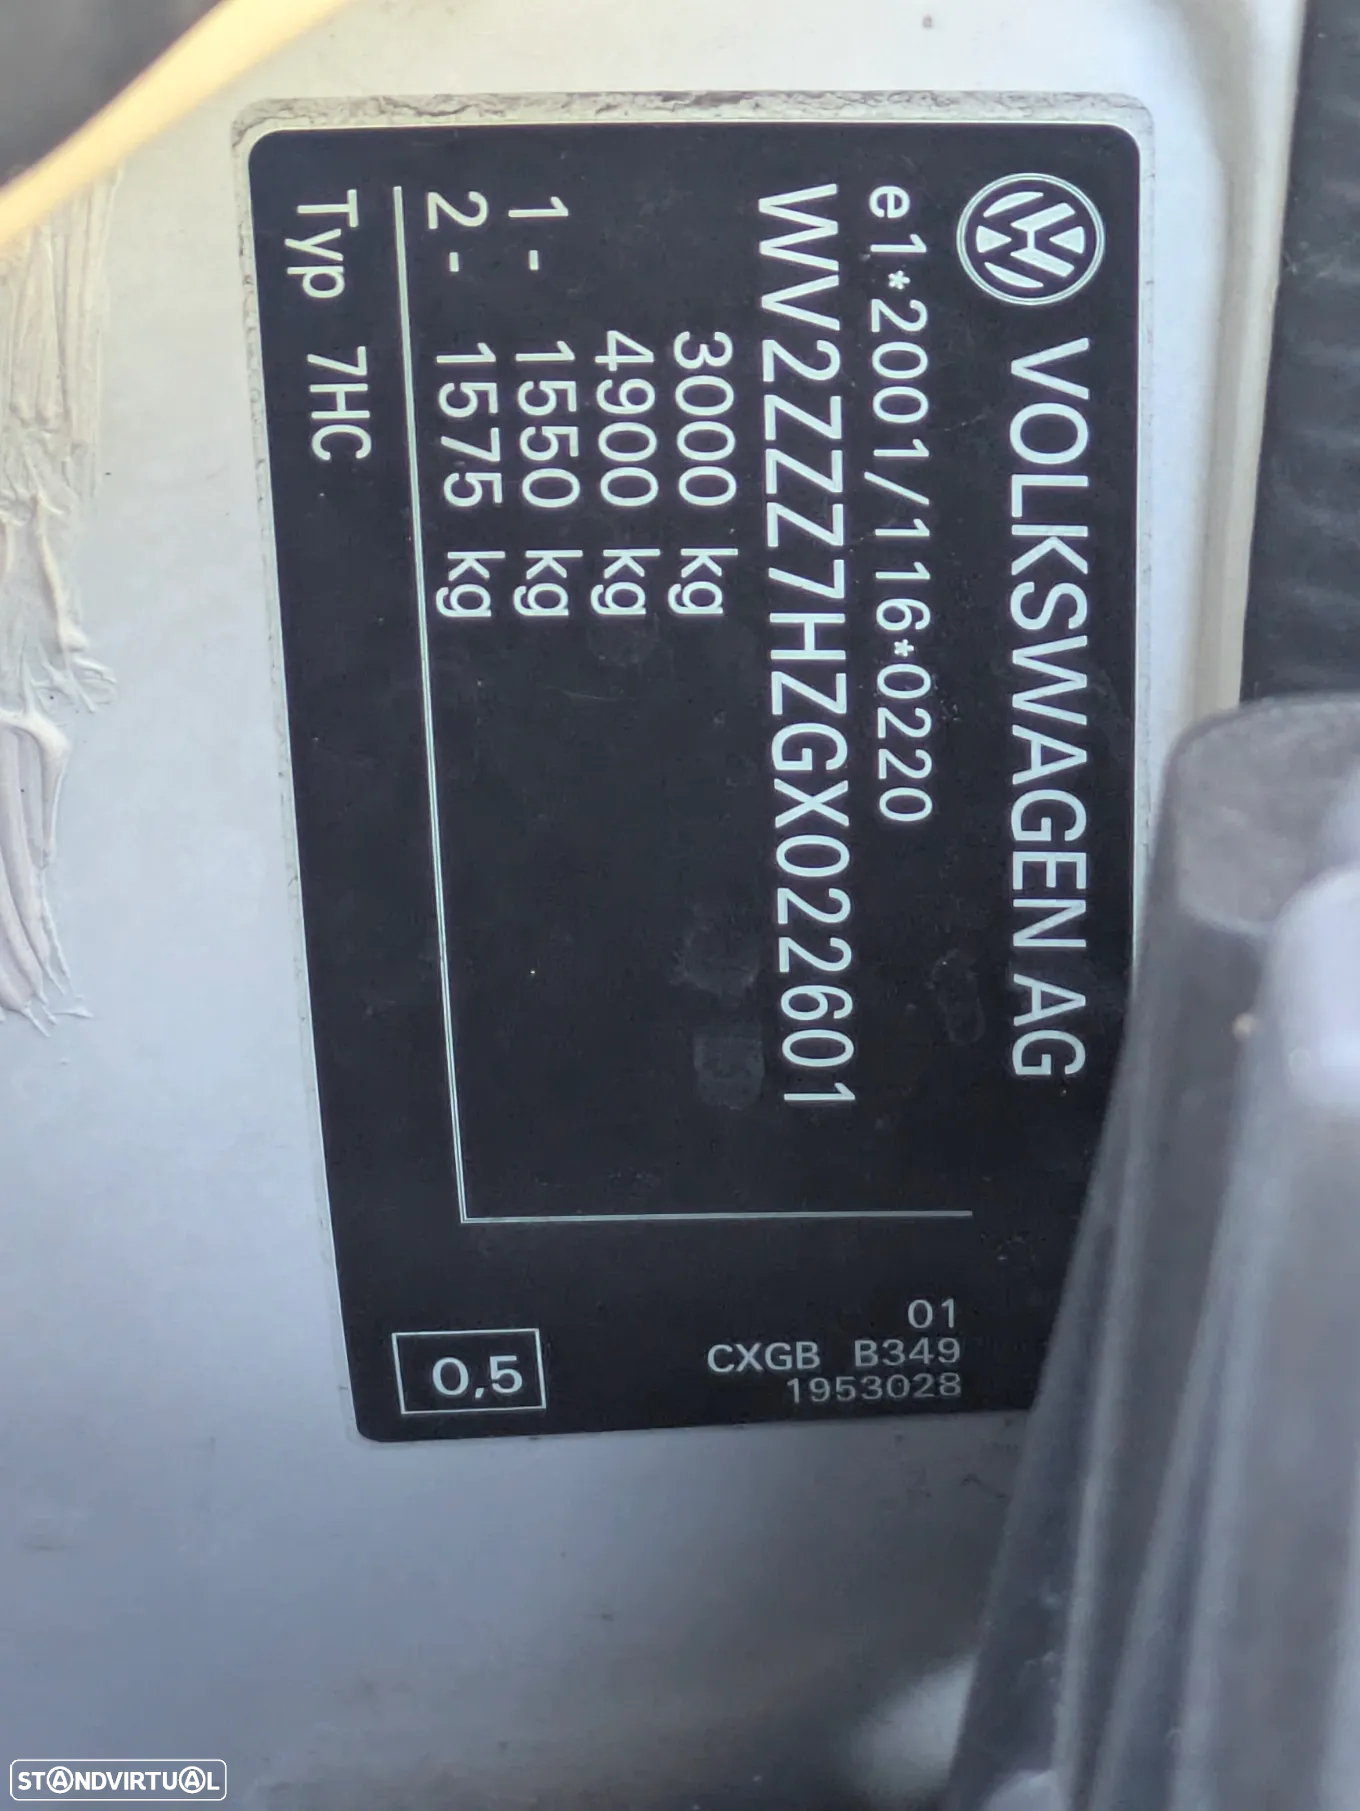 VOLKSWAGEN AG
e1*2001/116*0220
WV2ZZZ7HZGX022601
3000 kg
4900 kg
1- 1550 kg
2- 1575 kg
Typ 7HC
01
CXGB B349
1953028
0,5
STANDVIRTUAL